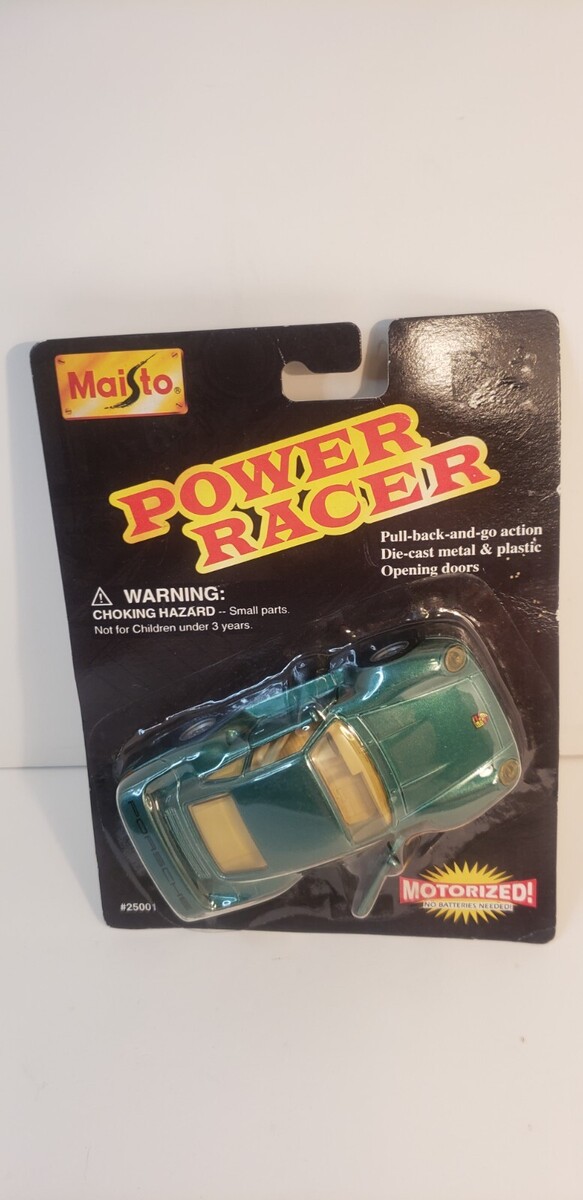 Maisto®
POWER
RACER
Pull-back-and-go action
Die-cast metal & plastic
Opening doors
WARNING:
CHOKING HAZARD -- Small parts.
Not for Children under 3 years.
PORSCHE
#25001
MOTORIZED!
NO BATTERIES NEEDED!